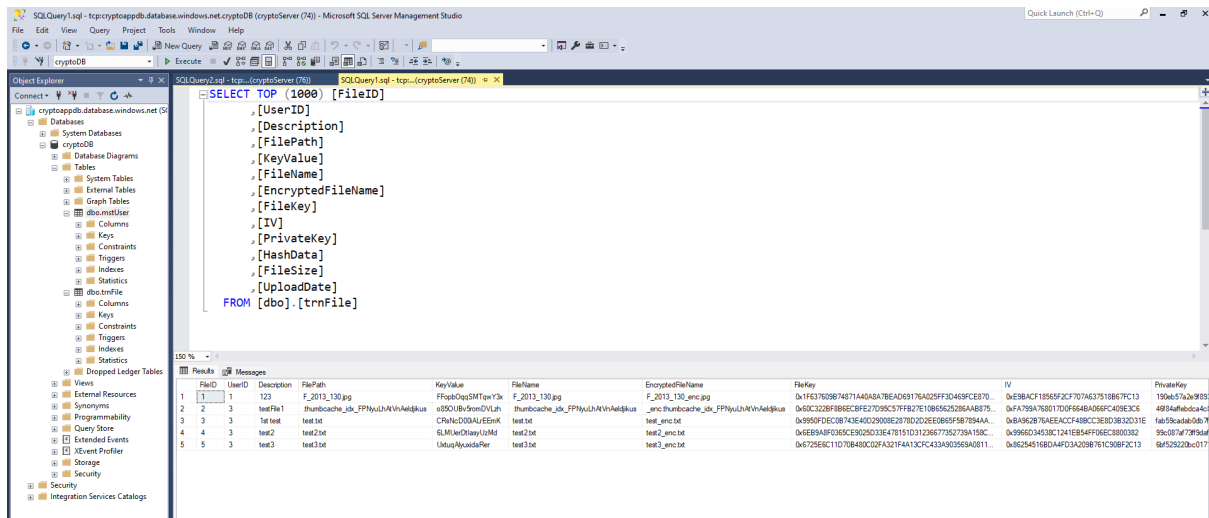 SQLQuery1.sql - tcp:cryptoappdb.database.windows.net.cryptoDB (cryptoServer (74)) - Microsoft SQL Server Management Studio
Quick Launch (Ctrl+Q)
File Edit View Query Project Tools Window Help
New Query
cryptoDB
Execute
Object Explorer
SQLQuery2.sql - tcp:...(cryptoServer (76))
SQLQuery1.sql - tcp:...(cryptoServer (74))
Connect
cryptoappdb.database.windows.net (S
Databases
System Databases
cryptoDB
Database Diagrams
Tables
System Tables
External Tables
Graph Tables
dbo.mstUser
Columns
Keys
Constraints
Triggers
Indexes
Statistics
dbo.trnFile
Columns
Keys
Constraints
Triggers
Indexes
Statistics
Dropped Ledger Tables
Views
External Resources
Synonyms
Programmability
Query Store
Extended Events
XEvent Profiler
Storage
Security
Security
Integration Services Catalogs
SELECT TOP (1000) [FileID]
,[UserID]
,[Description]
,[FilePath]
,[KeyValue]
,[FileName]
,[EncryptedFileName]
,[FileKey]
,[IV]
,[PrivateKey]
,[HashData]
,[FileSize]
,[UploadDate]
FROM [dbo].[trnFile]
150 %
Results Messages
FileID UserID Description FilePath KeyValue FileName EncryptedFileName FileKey IV PrivateKey
1 1 1 123 F_2013_130.jpg F_2013_130.jpg F_2013_130_enc.jpg
2 2 3 testFile1
3 3 3 1st test test.txt test.txt test_enc.txt
4 4 3 test2 test2.txt test2.txt test2_enc.txt
5 5 3 test3 test3.txt test3.txt test3_enc.txt